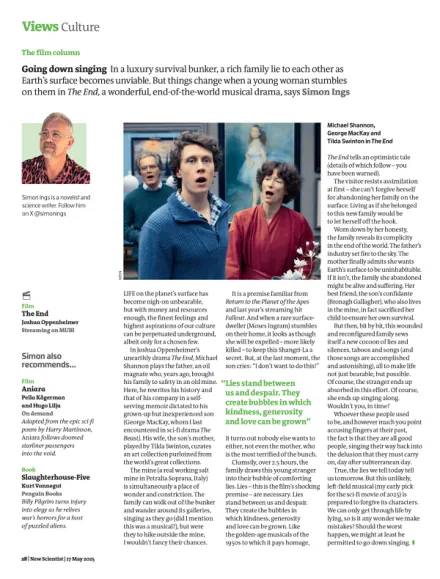 Views Culture
The film column
Going down singing In a luxury survival bunker, a rich family lie to each other as
Earth's surface becomes unviable. But things change when a young woman stumbles
on them in The End, a wonderful, end-of-the-world musical drama, says Simon Ings
Simon Ings is a novelist and
science writer. Follow him
on X @simonings
Film
The End
Joshua Oppenheimer
Streaming on MUBI
Simon also
recommends...
Film
Aniara
Pella Kågerman
and Hugo Lilja
On demand
Adapted from the epic sci-fi
poem by Harry Martinson,
Aniara follows doomed
starliner passengers
into the void.
Book
Slaughterhouse-Five
Kurt Vonnegut
Penguin Books
Billy Pilgrim turns injury
into elegy as he relives
war's horrors for a host
of puzzled aliens.
LIFE on the planet's surface has
become nigh-on unbearable,
but with money and resources
enough, the finest feelings and
highest aspirations of our culture
can be perpetuated underground,
albeit only for a chosen few.
In Joshua Oppenheimer's
unearthly drama The End, Michael
Shannon plays the father, an oil
magnate who, years ago, brought
his family to safety in an old mine.
Here, he rewrites his history and
that of his company in a self-
serving memoir dictated to his
grown-up but inexperienced son
(George MacKay, whom I last
encountered in sci-fi drama The
Beast). His wife, the son's mother,
played by Tilda Swinton, curates
an art collection purloined from
the world's great collections.
The mine (a real working salt
mine in Petralia Soprana, Italy)
is simultaneously a place of
wonder and constriction. The
family can walk out of the bunker
and wander around its galleries,
singing as they go (did I mention
this was a musical?), but were
they to hike outside the mine,
I wouldn't fancy their chances.
It is a premise familiar from
Return to the Planet of the Apes
and last year's streaming hit
Fallout. And when a rare surface-
dweller (Moses Ingram) stumbles
on their home, it looks as though
she will be expelled – more likely
killed – to keep this Shangri-La a
secret. But, at the last moment, the
son cries: "I don't want to do this!"
"Lies stand between
us and despair. They
create bubbles in which
kindness, generosity
and love can be grown"
It turns out nobody else wants to
either, not even the mother, who
is the most terrified of the bunch.
Clumsily, over 2.5 hours, the
family draws this young stranger
into their bubble of comforting
lies. Lies – this is the film's shocking
premise – are necessary. Lies
stand between us and despair.
They create the bubbles in
which kindness, generosity
and love can be grown. Like
the golden-age musicals of the
1950s to which it pays homage,
Michael Shannon,
George MacKay and
Tilda Swinton in The End
The End tells an optimistic tale
(details of which follow – you
have been warned).
The visitor resists assimilation
at first – she can't forgive herself
for abandoning her family on the
surface. Living as if she belonged
to this new family would be
to let herself off the hook.
Worn down by her honesty,
the family reveals its complicity
in the end of the world. The father's
industry set fire to the sky. The
mother finally admits she wants
Earth's surface to be uninhabitable.
If it isn't, the family she abandoned
might be alive and suffering. Her
best friend, the son's confidante
(Bronagh Gallagher), who also lives
in the mine, in fact sacrificed her
child to ensure her own survival.
But then, bit by bit, this wounded
and reconfigured family sews
itself a new cocoon of lies and
silences, taboos and songs (and
those songs are accomplished
and astonishing), all to make life
not just bearable, but possible.
Of course, the stranger ends up
absorbed in this effort. Of course,
she ends up singing along.
Wouldn't you, in time?
Whoever these people used
to be, and however much you point
accusing fingers at their past,
the fact is that they are all good
people, singing their way back into
the delusion that they must carry
on, day after subterranean day.
True, the lies we tell today tell
us tomorrow. But this unlikely,
left-field musical (my early pick
for the sci-fi movie of 2025) is
prepared to forgive its characters.
We can only get through life by
lying, so is it any wonder we make
mistakes? Should the worst
happen, we might at least be
permitted to go down singing.
28 | New Scientist | 17 May 2025